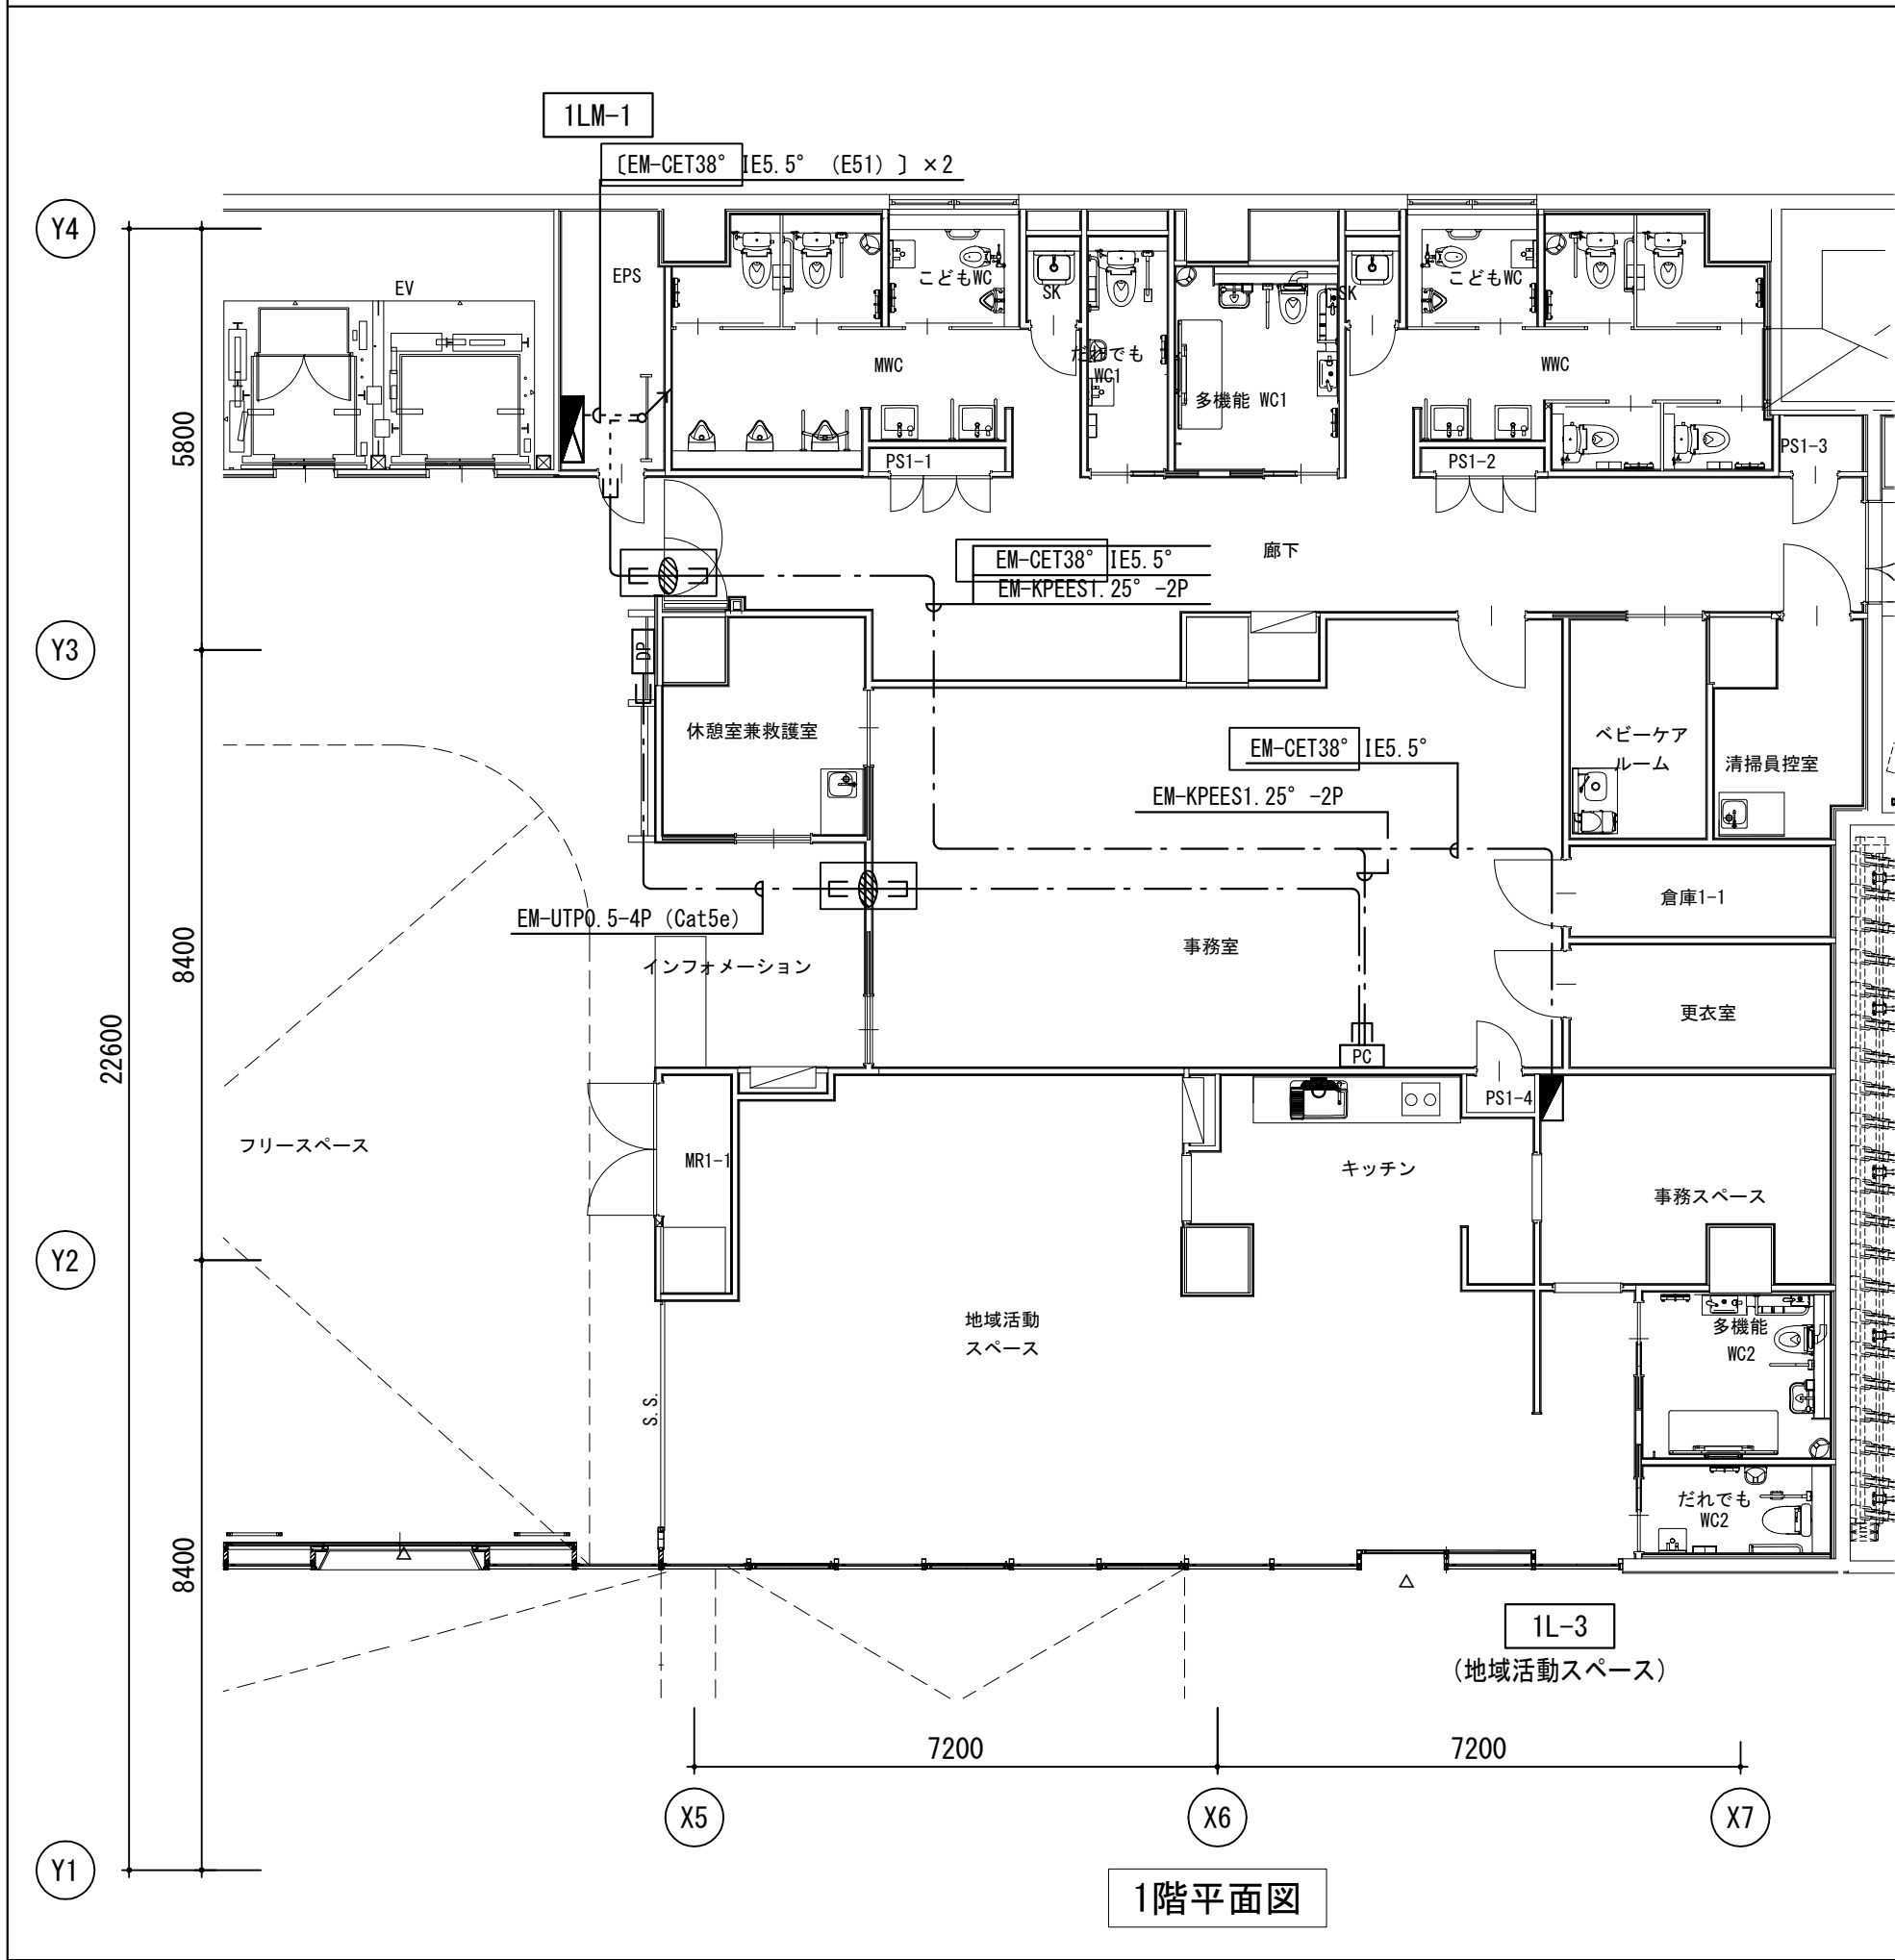 1LM-1
〔EM-CET38° IE5.5° (E51) 〕 ×2
Y4
EPS
EV
こどもWC
SK
SK
こどもWC
MWC
だれでも
WC1
多機能 WC1
WWC
5800
PS1-1
PS1-2
PS1-3
廊下
EM-CET38° IE5.5°
EM-KPEES1.25° -2P
Y3
DP
休憩室兼救護室
EM-CET38° IE5.5°
EM-KPEES1.25° -2P
ベビーケア
ルーム
清掃員控室
倉庫1-1
EM-UTP0.5-4P (Cat5e)
8400
事務室
インフォメーション
更衣室
22600
PC
PS1-4
フリースペース
MR1-1
キッチン
事務スペース
Y2
地域活動
スペース
多機能
WC2
S.S.
だれでも
WC2
8400
1L-3
(地域活動スペース)
7200
7200
X5
X6
X7
Y1
1階平面図